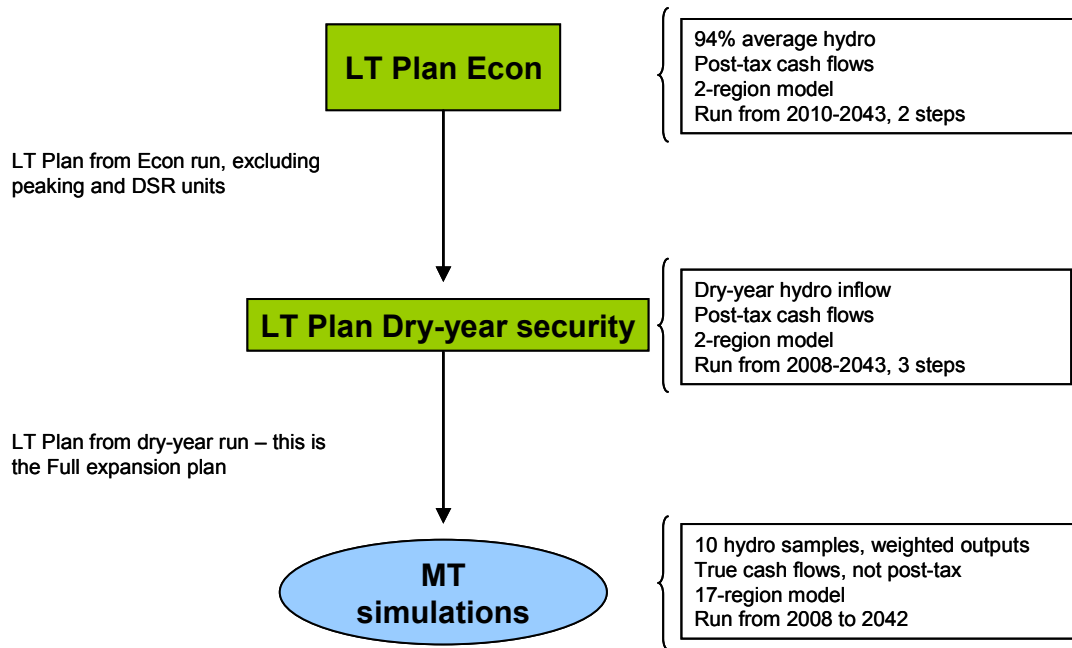 LT Plan Econ
94% average hydro
Post-tax cash flows
2-region model
Run from 2010-2043, 2 steps
LT Plan from Econ run, excluding
peaking and DSR units
LT Plan Dry-year security
Dry-year hydro inflow
Post-tax cash flows
2-region model
Run from 2008-2043, 3 steps
LT Plan from dry-year run – this is
the Full expansion plan
MT
simulations
10 hydro samples, weighted outputs
True cash flows, not post-tax
17-region model
Run from 2008 to 2042